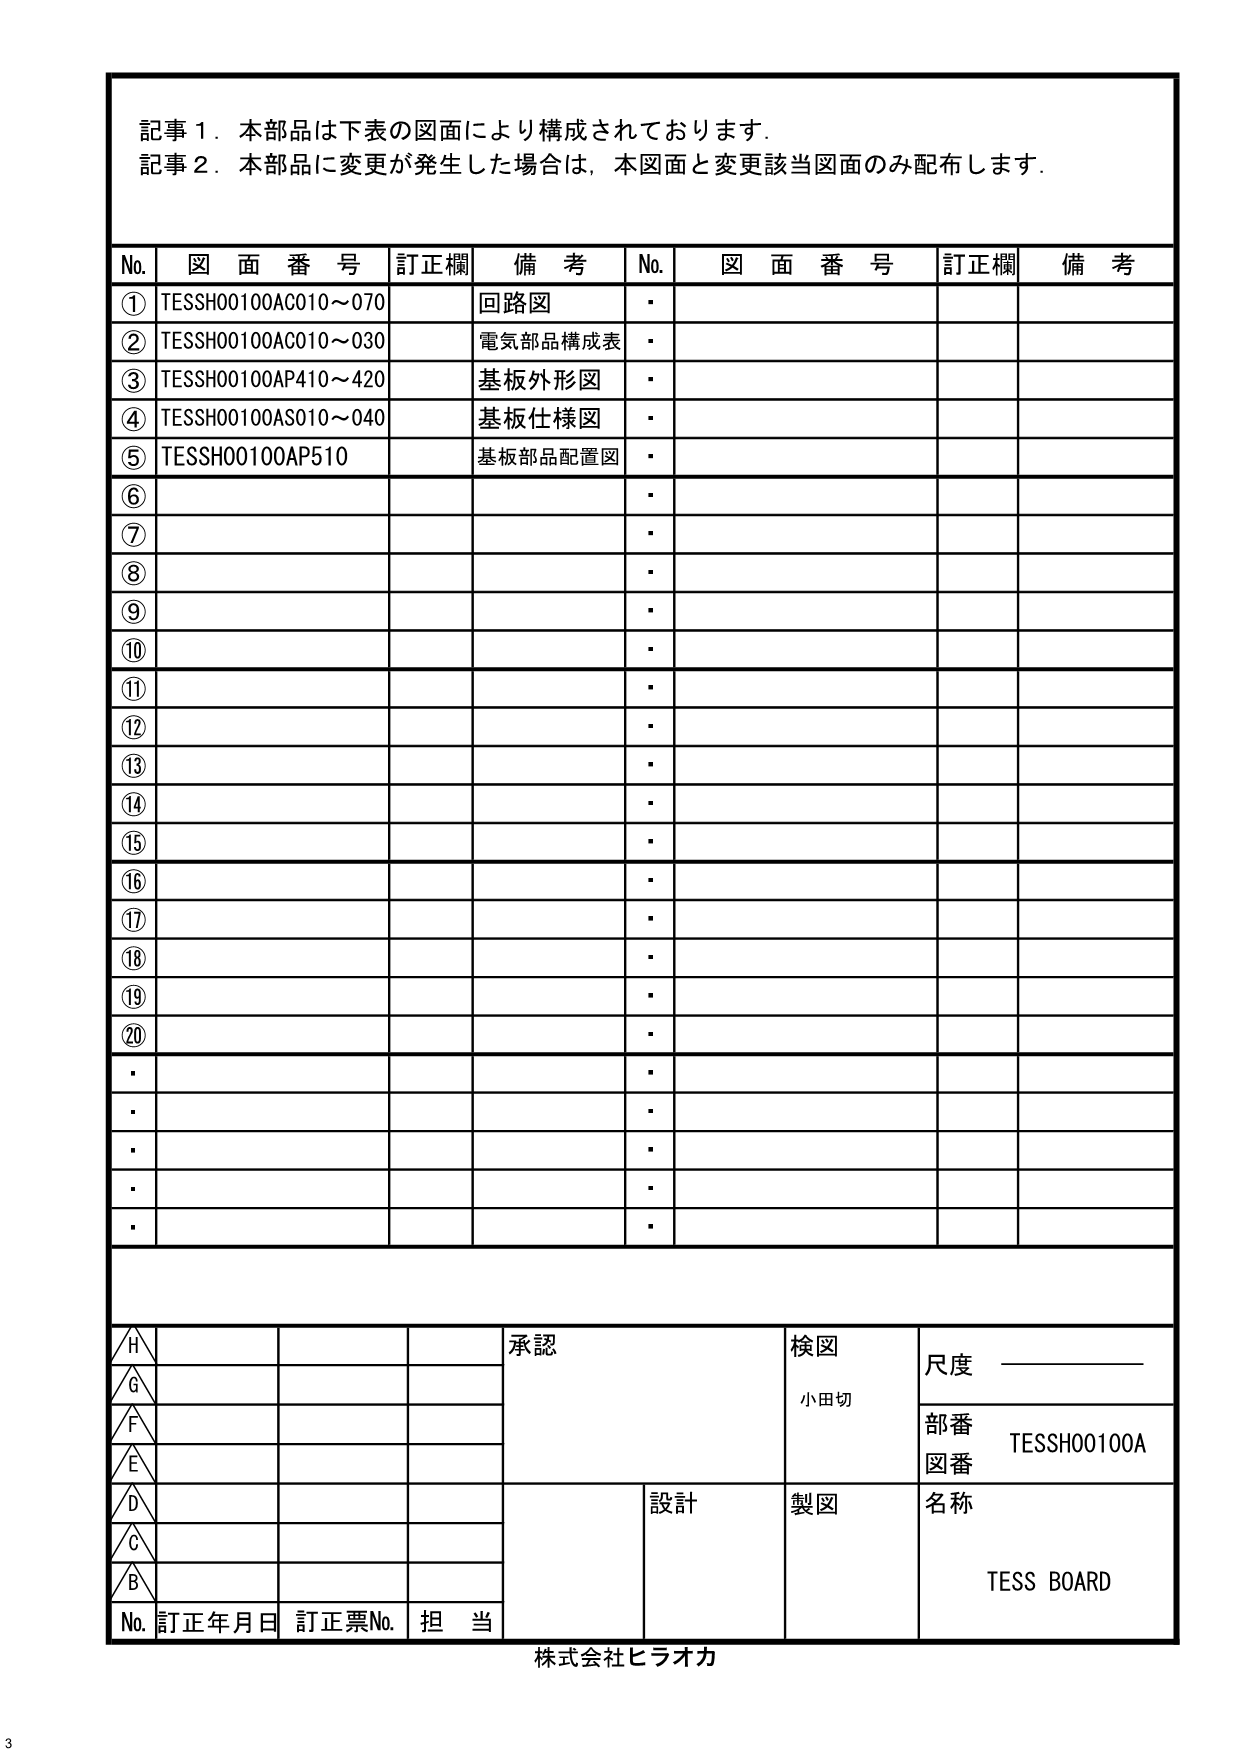 記事１．本部品は下表の図面により構成されております．
記事２．本部品に変更が発生した場合は，本図面と変更該当図面のみ配布します．
No. 図面番号 訂正欄 備考 No. 図面番号 訂正欄 備考
① TESSH00100AC010～070 回路図 ・
② TESSH00100AC010～030 電気部品構成表 ・
③ TESSH00100AP410～420 基板外形図 ・
④ TESSH00100AS010～040 基板仕様図 ・
⑤ TESSH00100AP510 基板部品配置図 ・
⑥ ・
⑦ ・
⑧ ・
⑨ ・
⑩ ・
⑪ ・
⑫ ・
⑬ ・
⑭ ・
⑮ ・
⑯ ・
⑰ ・
⑱ ・
⑲ ・
⑳ ・
・ ・
・ ・
・ ・
・ ・
・ ・
H 承認 検図 尺度
G 小田切
F 部番 TESSH00100A
E 図番
D 設計 製図 名称
C
B TESS BOARD
No. 訂正年月日 訂正票No. 担当
株式会社ヒラオカ
3